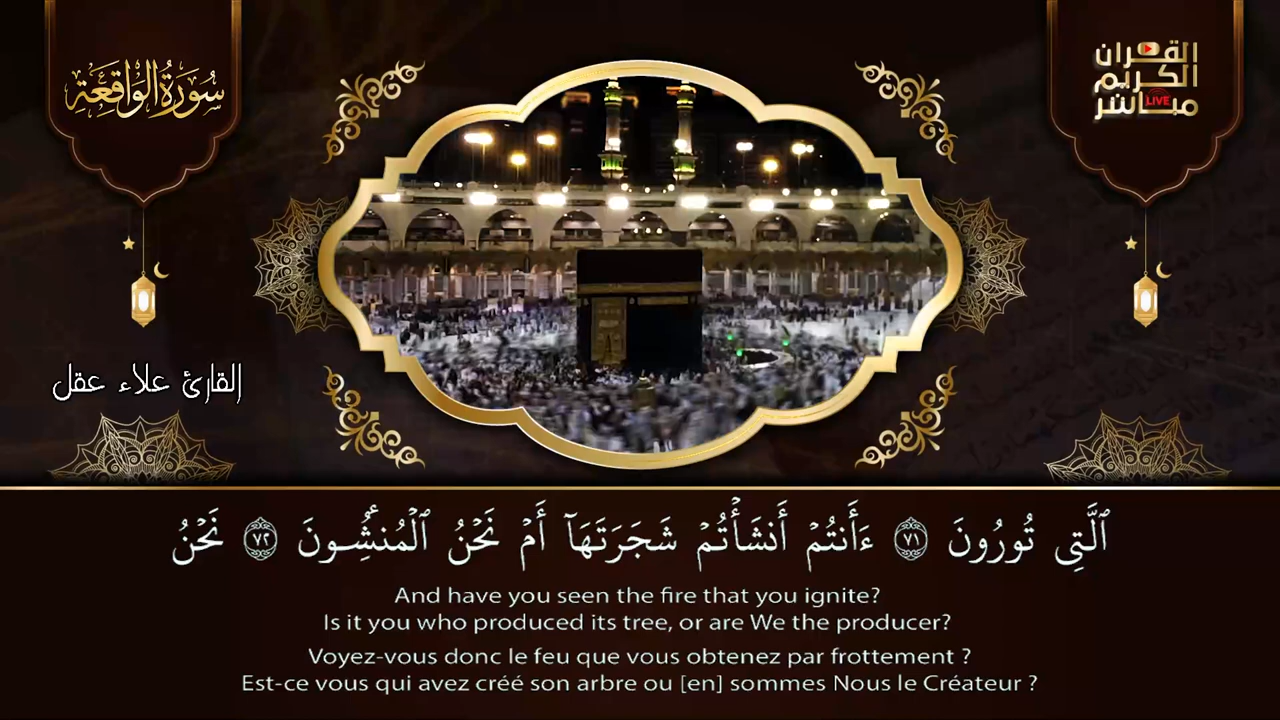 سُورَةُ الْوَاقِعَةِ
القرآن
الكريم
مباشر
LIVE
القارئ علاء عقل
ٱلَّتِي تُورُونَ ٧١ ءَأَنتُمۡ أَنشَأۡتُمۡ شَجَرَتَهَآ أَمۡ نَحۡنُ ٱلۡمُنشِـُٔونَ ٧٢ نَحۡنُ
And have you seen the fire that you ignite?
Is it you who produced its tree, or are We the producer?
Voyez-vous donc le feu que vous obtenez par frottement ?
Est-ce vous qui avez créé son arbre ou [en] sommes Nous le Créateur ?